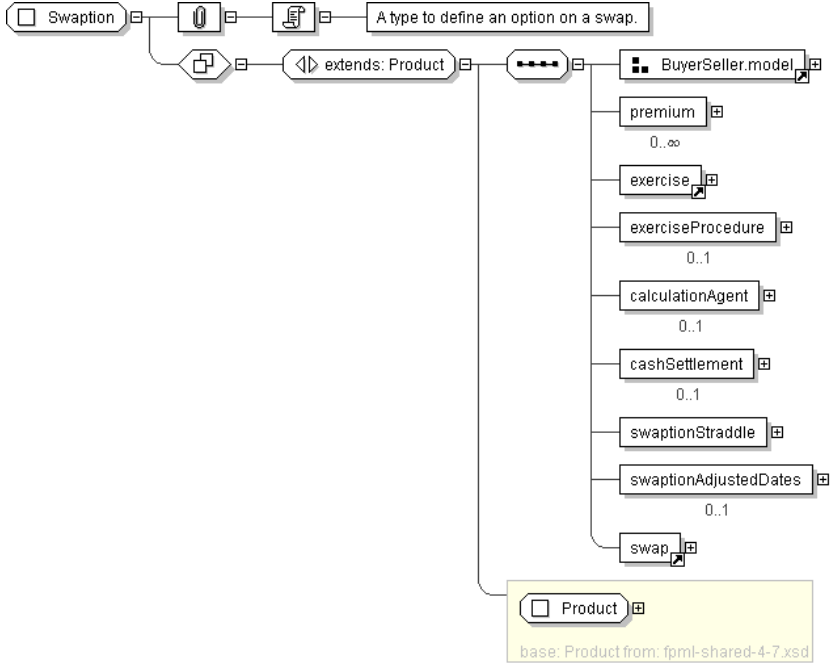 Swaption
A type to define an option on a swap.
extends: Product
BuyerSeller.model
premium
0..∞
exercise
exerciseProcedure
0..1
calculationAgent
0..1
cashSettlement
0..1
swaptionStraddle
swaptionAdjustedDates
0..1
swap
Product
base: Product from: fpml-shared-4-7.xsd